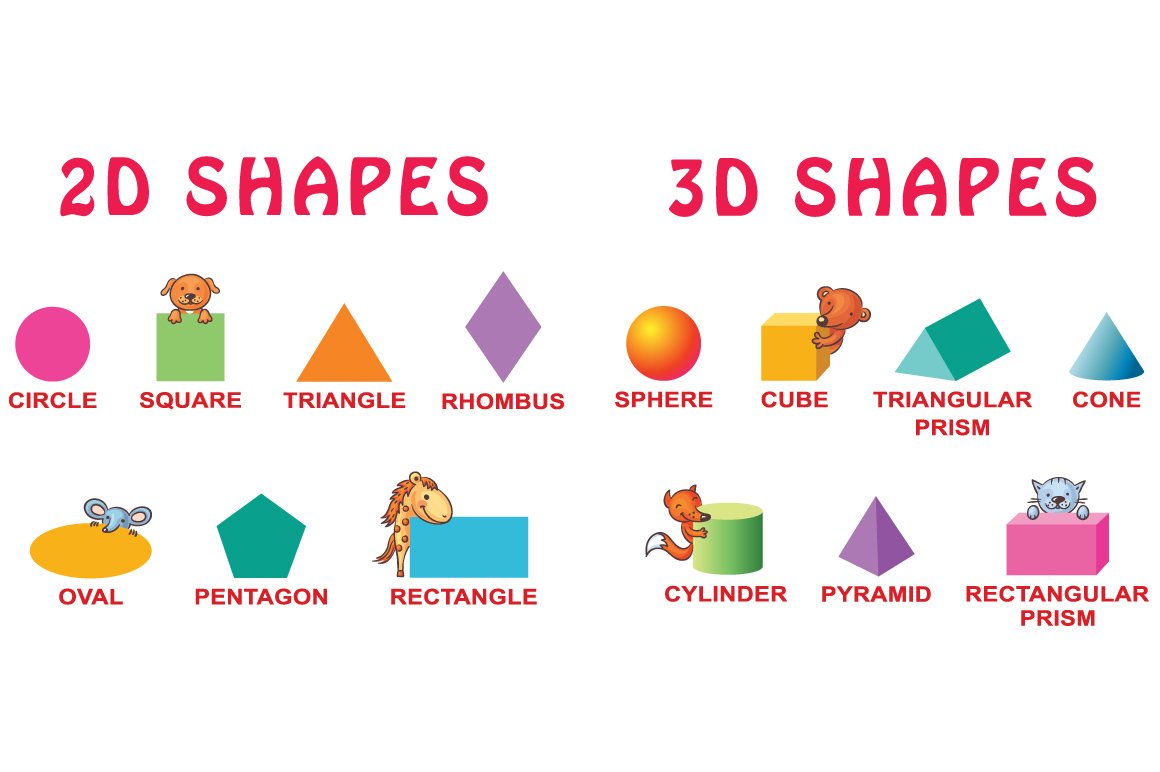 2D SHAPES
CIRCLE
SQUARE
TRIANGLE
RHOMBUS
OVAL
PENTAGON
RECTANGLE
3D SHAPES
SPHERE
CUBE
TRIANGULAR
PRISM
CONE
CYLINDER
PYRAMID
RECTANGULAR
PRISM